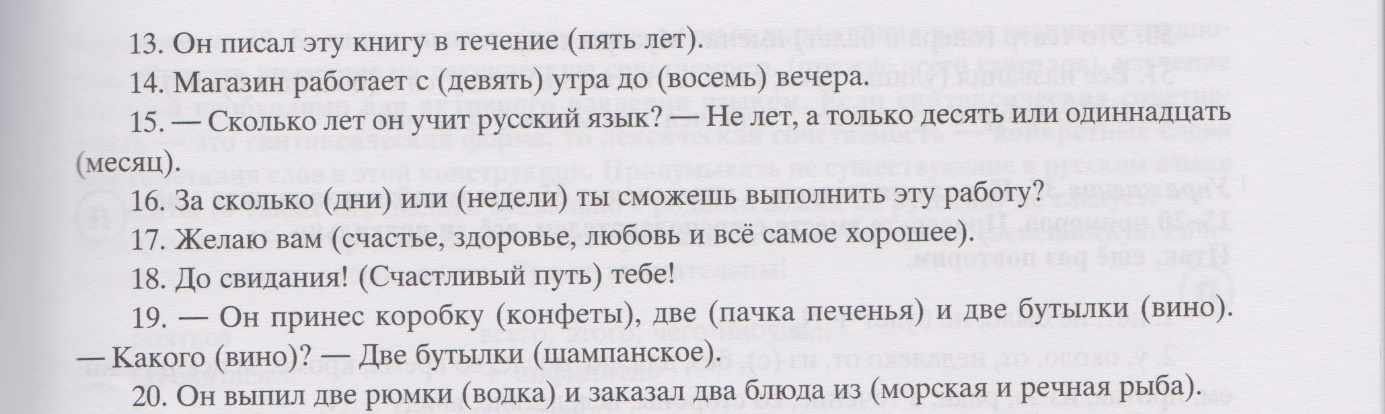 13. Он писал эту книгу в течение (пять лет).
14. Магазин работает с (девять) утра до (восемь) вечера.
15. — Сколько лет он учит русский язык? — Не лет, а только десять или одиннадцать
(месяц).
16. За сколько (дни) или (недели) ты сможешь выполнить эту работу?
17. Желаю вам (счастье, здоровье, любовь и всё самое хорошее).
18. До свидания! (Счастливый путь) тебе!
19. — Он принес коробку (конфеты), две (пачка печенья) и две бутылки (вино).
— Какого (вино)? — Две бутылки (шампанское).
20. Он выпил две рюмки (водка) и заказал два блюда из (морская и речная рыба).